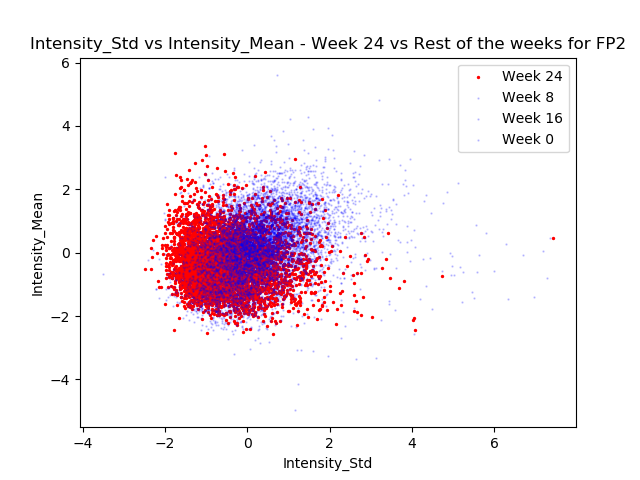 Intensity_Std vs Intensity_Mean - Week 24 vs Rest of the weeks for FP2
Week 24
Week 8
Week 16
Week 0
6
4
2
0
−2
−4
Intensity_Mean
−4
−2
0
2
4
6
Intensity_Std